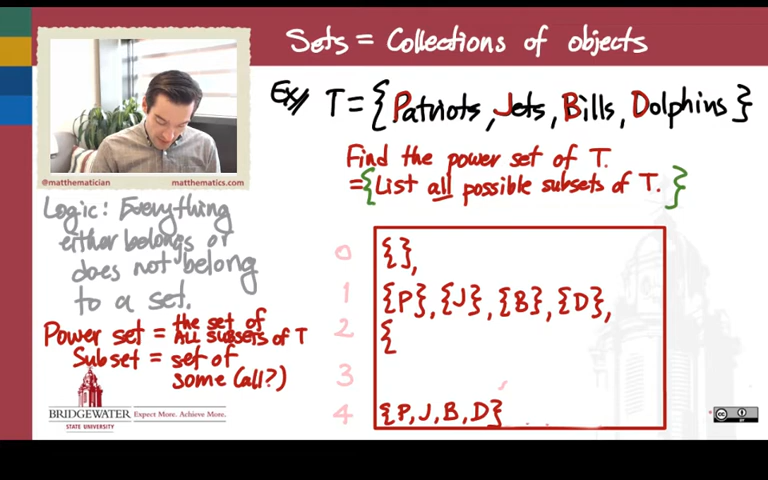 Sets = Collections of objects
Ex/ T = {Patriots, Jets, Bills, Dolphins}
Find the power set of T.
= {List all possible subsets of T. }
@matthematician matthematics.com
Logic: Everything
either belongs or
does not belong
to a set.
Power set = the set of
ALL SUBSETS of T
Subset = set of
some (all?)
0 {},
1 {P}, {J}, {B}, {D},
2 {
3
4 {P, J, B, D}
BRIDGEWATER
STATE UNIVERSITY
Expect More. Achieve More.
cc
BY